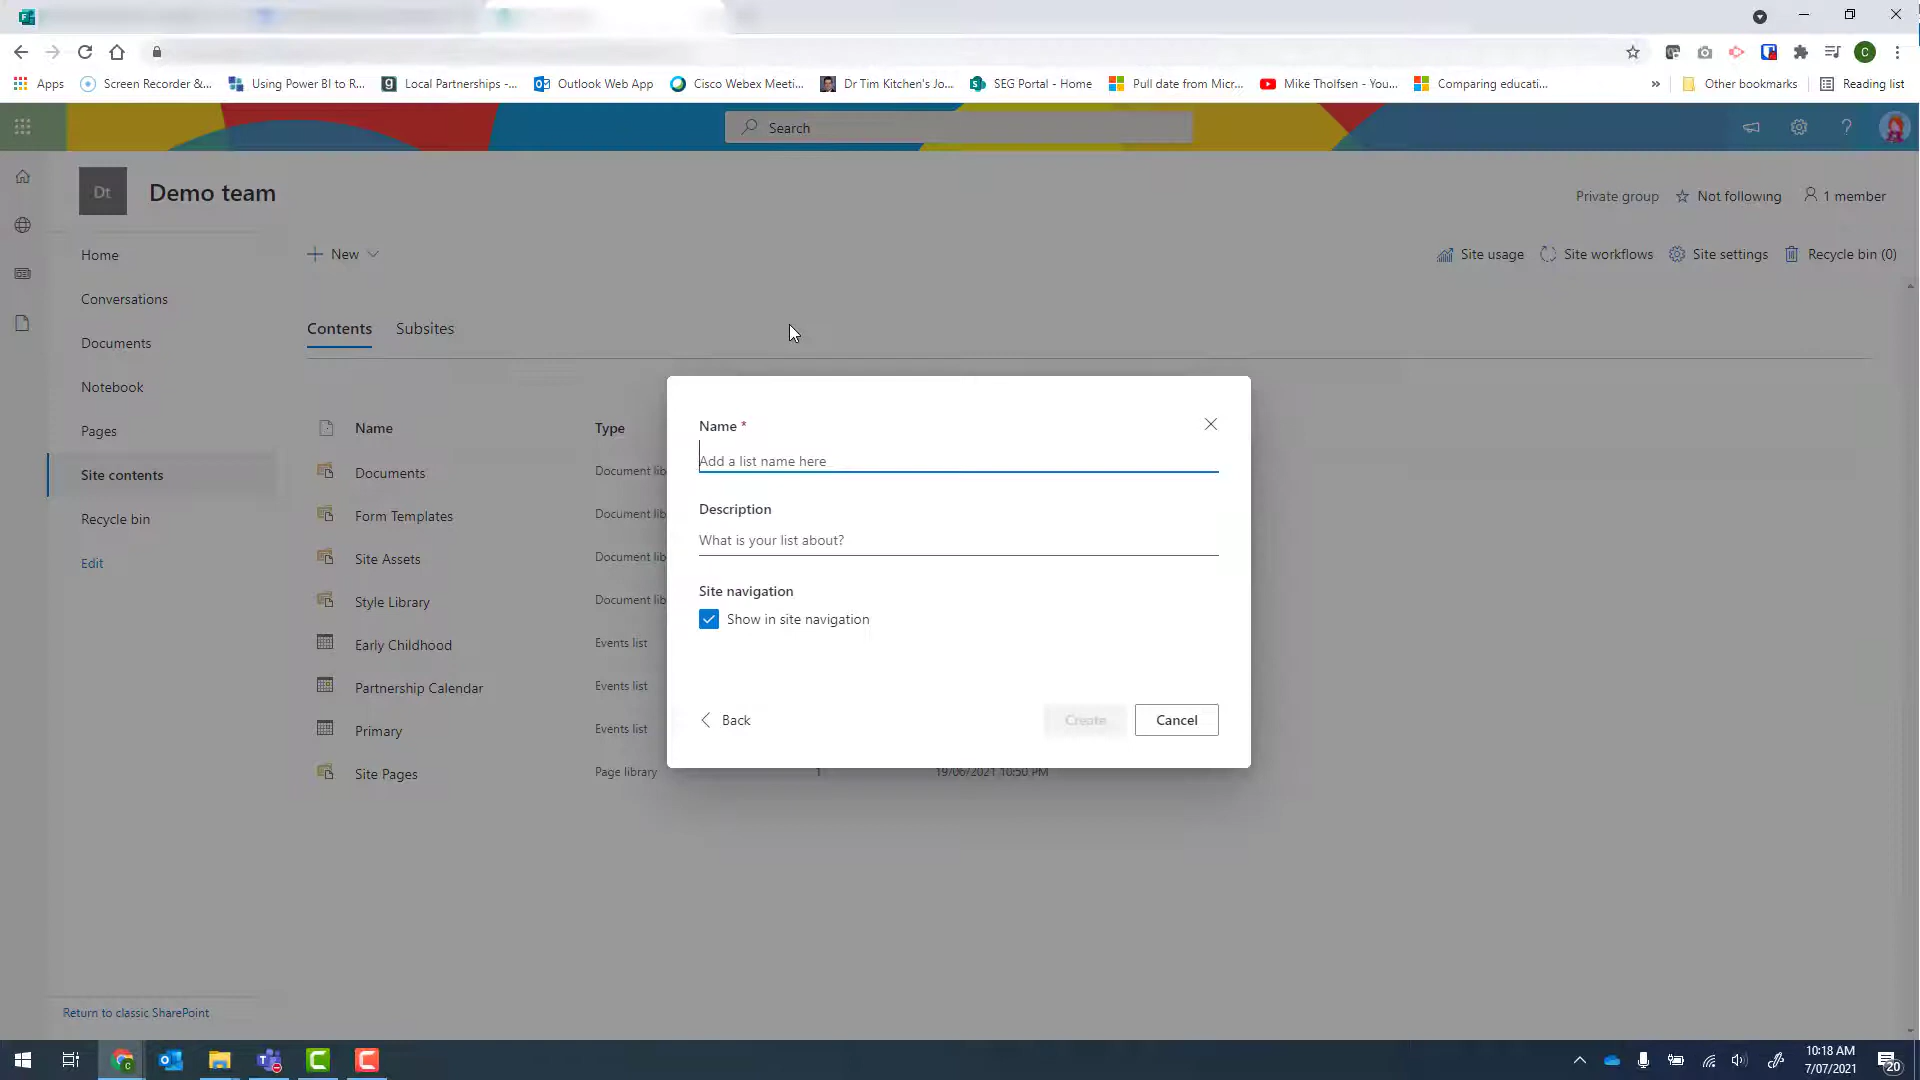 Apps
Screen Recorder &...
Using Power BI to R...
Local Partnerships -...
Outlook Web App
Cisco Webex Meeti...
Dr Tim Kitchen's Jo...
SEG Portal - Home
Pull date from Micr...
Mike Tholfsen - You...
Comparing educati...
»
Other bookmarks
Reading list
C
Search
Dt
Demo team
Private group
Not following
1 member
Home
Conversations
Documents
Notebook
Pages
Site contents
Recycle bin
Edit
New
Site usage
Site workflows
Site settings
Recycle bin (0)
Contents
Subsites
Name
Type
Documents
Document lib
Form Templates
Document lib
Site Assets
Document lib
Style Library
Document lib
Early Childhood
Events list
Partnership Calendar
Events list
Primary
Events list
Site Pages
Page library
1
19/06/2021 10:50 PM
Name *
Add a list name here
Description
What is your list about?
Site navigation
Show in site navigation
Back
Create
Cancel
Return to classic SharePoint
10:18 AM
7/07/2021
20